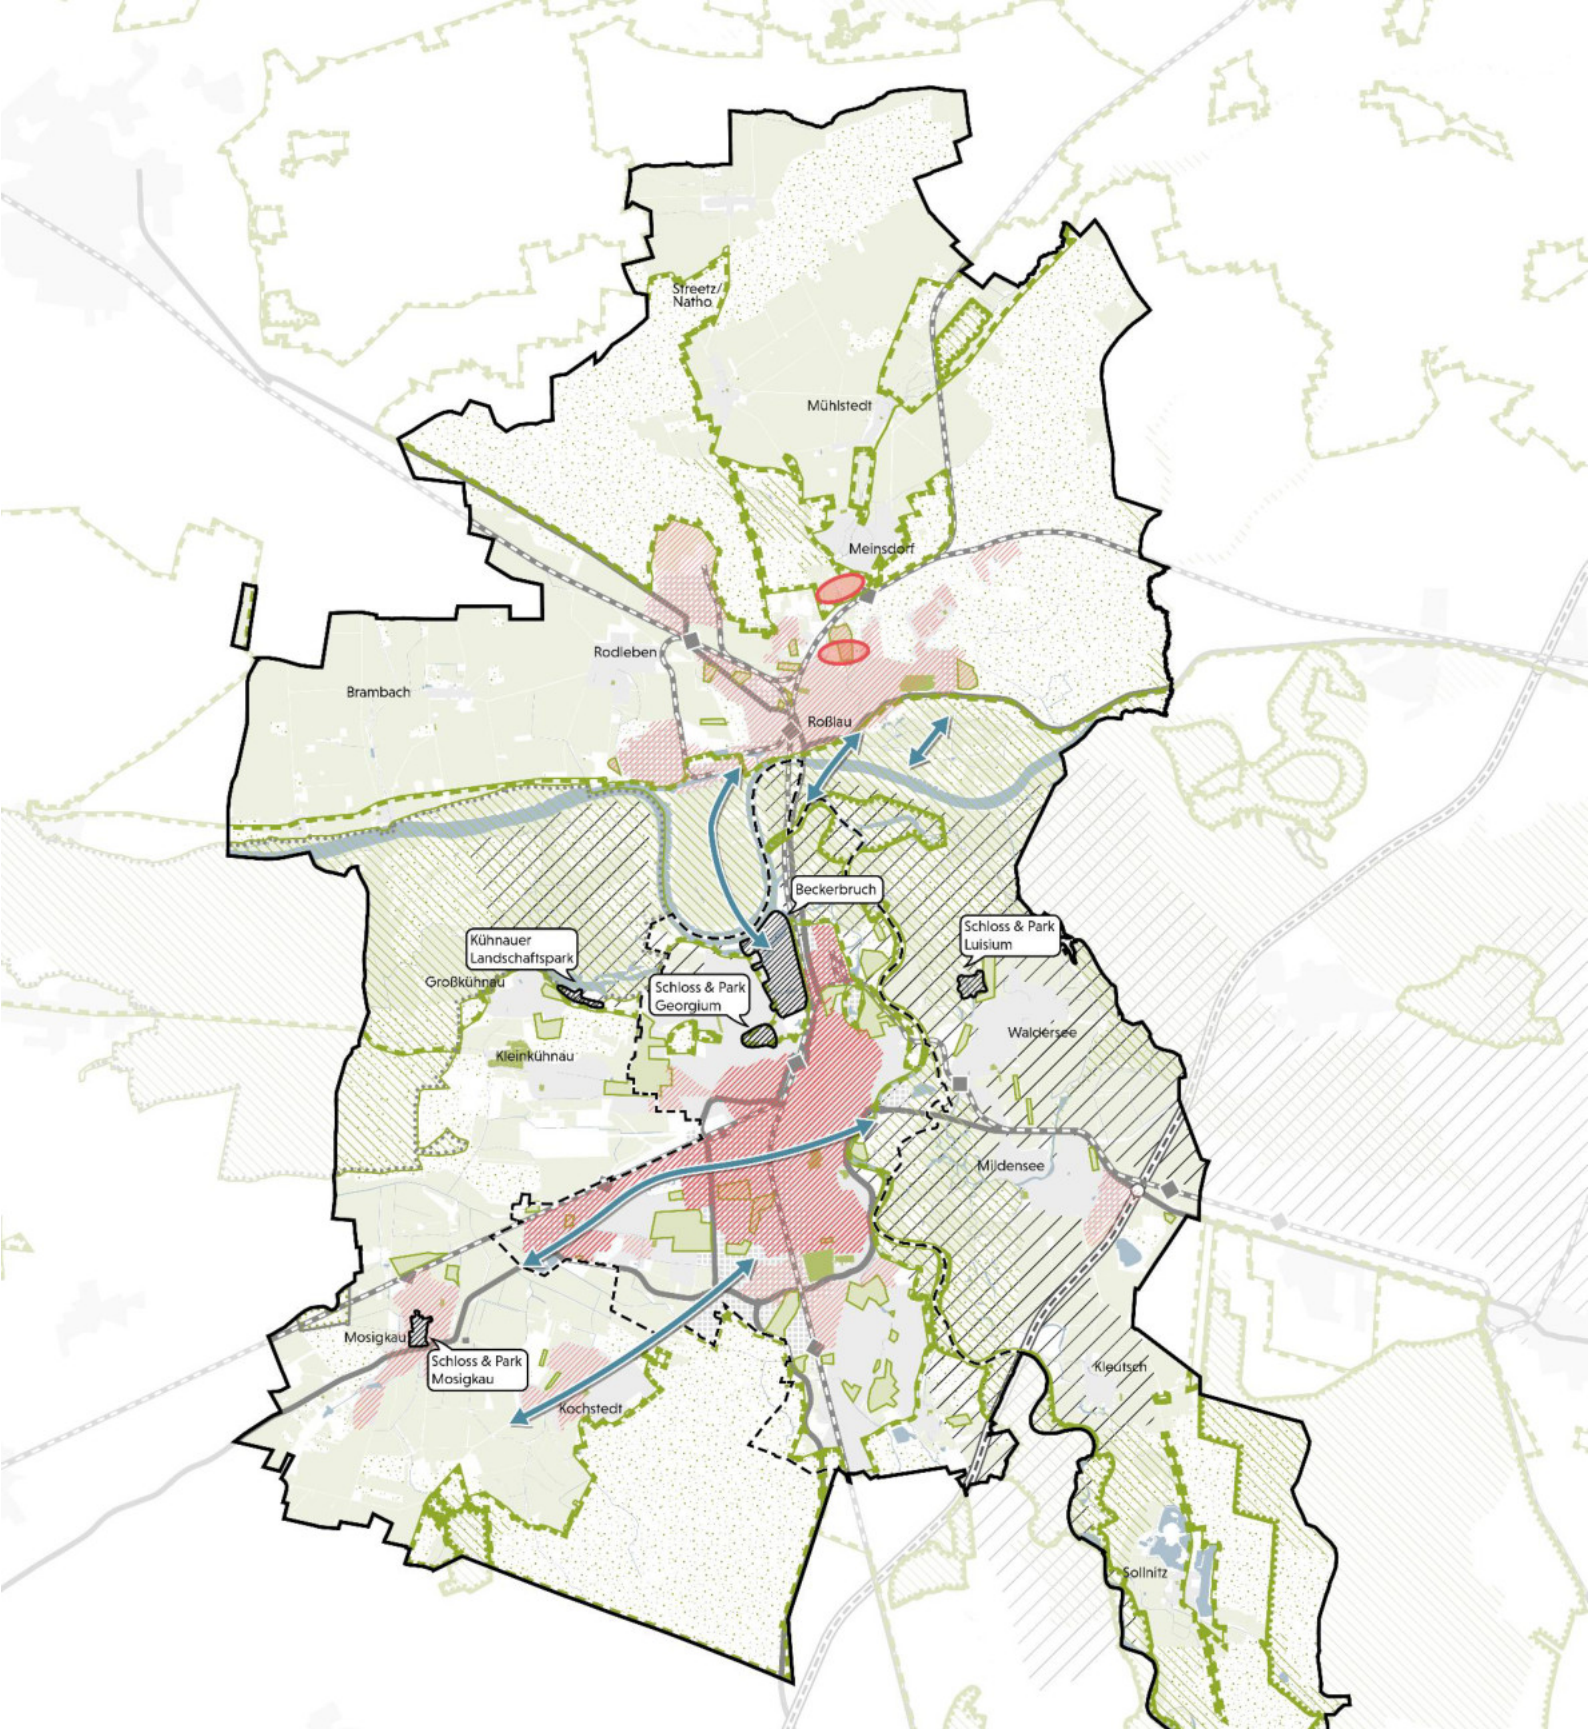 Streetz/
Natho
Mühlstedt
Meinsdorf
Rodleben
Brambach
Roßlau
Beckerbruch
Schloss & Park
Luisium
Kühnauer
Landschaftspark
Großkühnau
Schloss & Park
Georgium
Waldersee
Kleinkühnau
Mildensee
Mosigkau
Schloss & Park
Mosigkau
Kleutsch
Kochstedt
Sollnitz